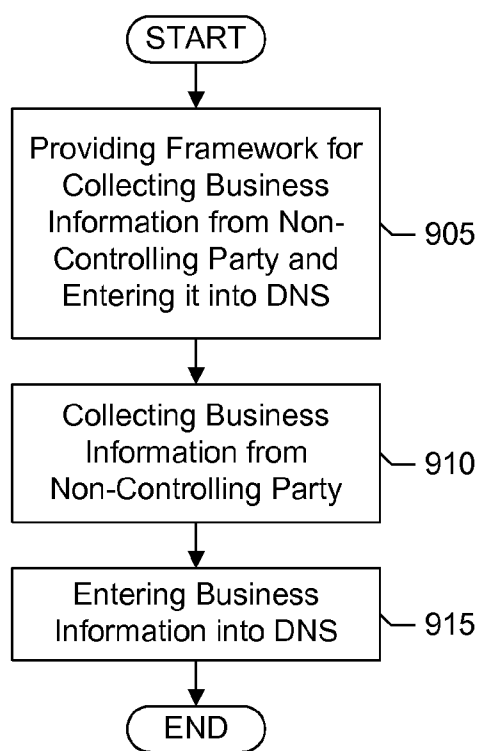 START
Providing Framework for
Collecting Business
Information from Non-
Controlling Party and
Entering it into DNS
905
Collecting Business
Information from
Non-Controlling Party
910
Entering Business
Information into DNS
915
END